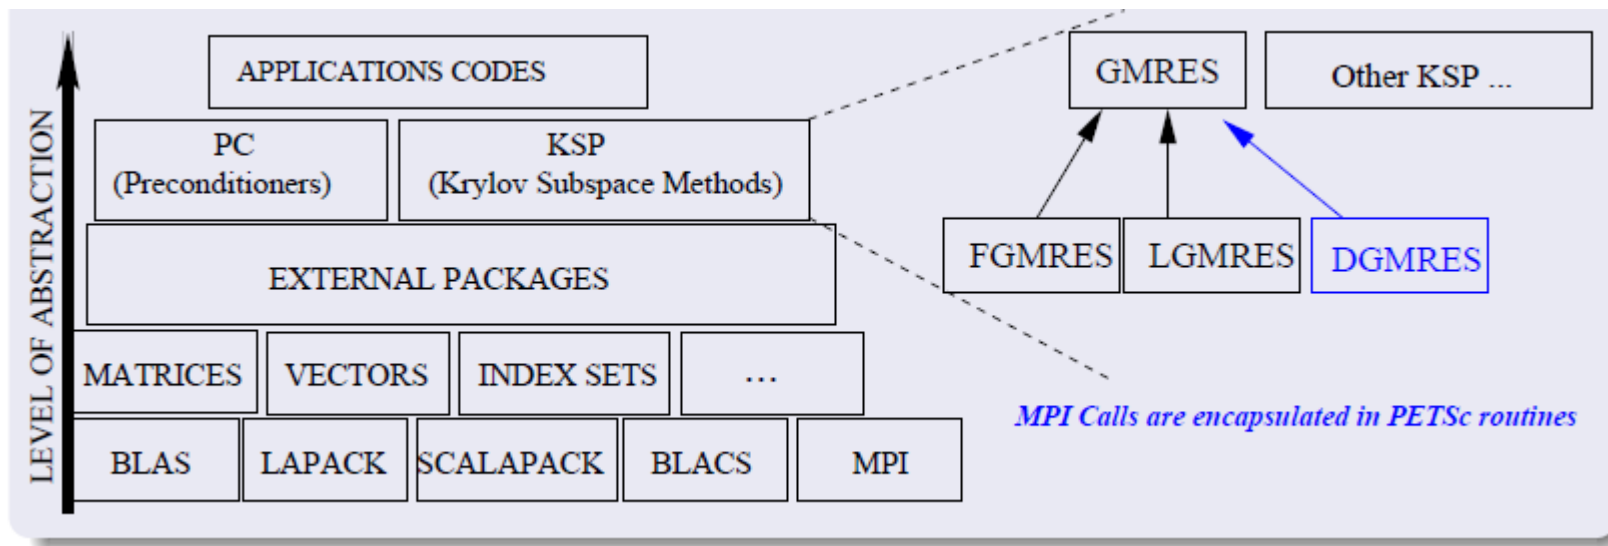 LEVEL OF ABSTRACTION
APPLICATIONS CODES
PC
(Preconditioners)
KSP
(Krylov Subspace Methods)
EXTERNAL PACKAGES
MATRICES
VECTORS
INDEX SETS
...
BLAS
LAPACK
SCALAPACK
BLACS
MPI
GMRES
Other KSP ...
FGMRES
LGMRES
DGMRES
MPI Calls are encapsulated in PETSc routines